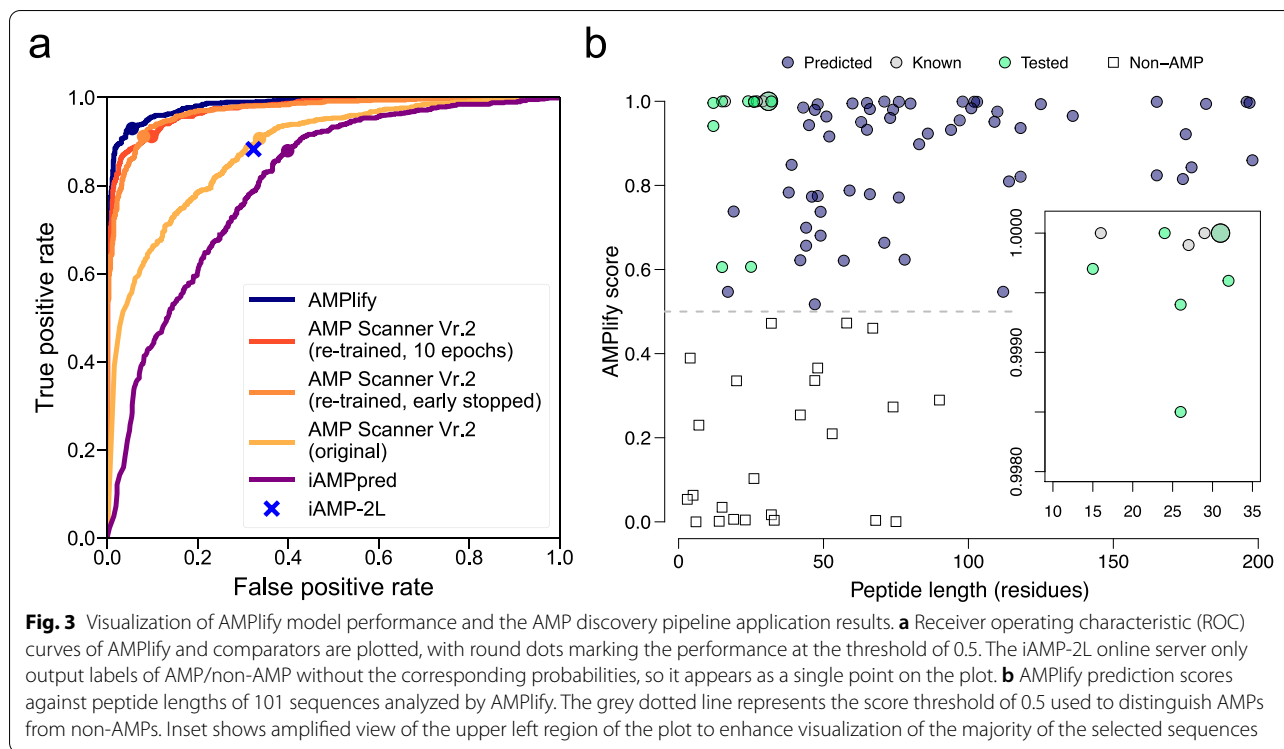 a
1.0
0.8
0.6
0.4
0.2
0.0
True positive rate
0.0
0.2
0.4
0.6
0.8
1.0
False positive rate
AMPlify
AMP Scanner Vr.2
(re-trained, 10 epochs)
AMP Scanner Vr.2
(re-trained, early stopped)
AMP Scanner Vr.2
(original)
iAMPpred
iAMP-2L
b
Predicted
Known
Tested
Non−AMP
1.0
0.8
0.6
0.4
0.2
0.0
AMPlify score
0
50
100
150
200
Peptide length (residues)
1.0000
0.9990
0.9980
10
15
20
25
30
35
Fig. 3 Visualization of AMPlify model performance and the AMP discovery pipeline application results. a Receiver operating characteristic (ROC)
curves of AMPlify and comparators are plotted, with round dots marking the performance at the threshold of 0.5. The iAMP-2L online server only
output labels of AMP/non-AMP without the corresponding probabilities, so it appears as a single point on the plot. b AMPlify prediction scores
against peptide lengths of 101 sequences analyzed by AMPlify. The grey dotted line represents the score threshold of 0.5 used to distinguish AMPs
from non-AMPs. Inset shows amplified view of the upper left region of the plot to enhance visualization of the majority of the selected sequences